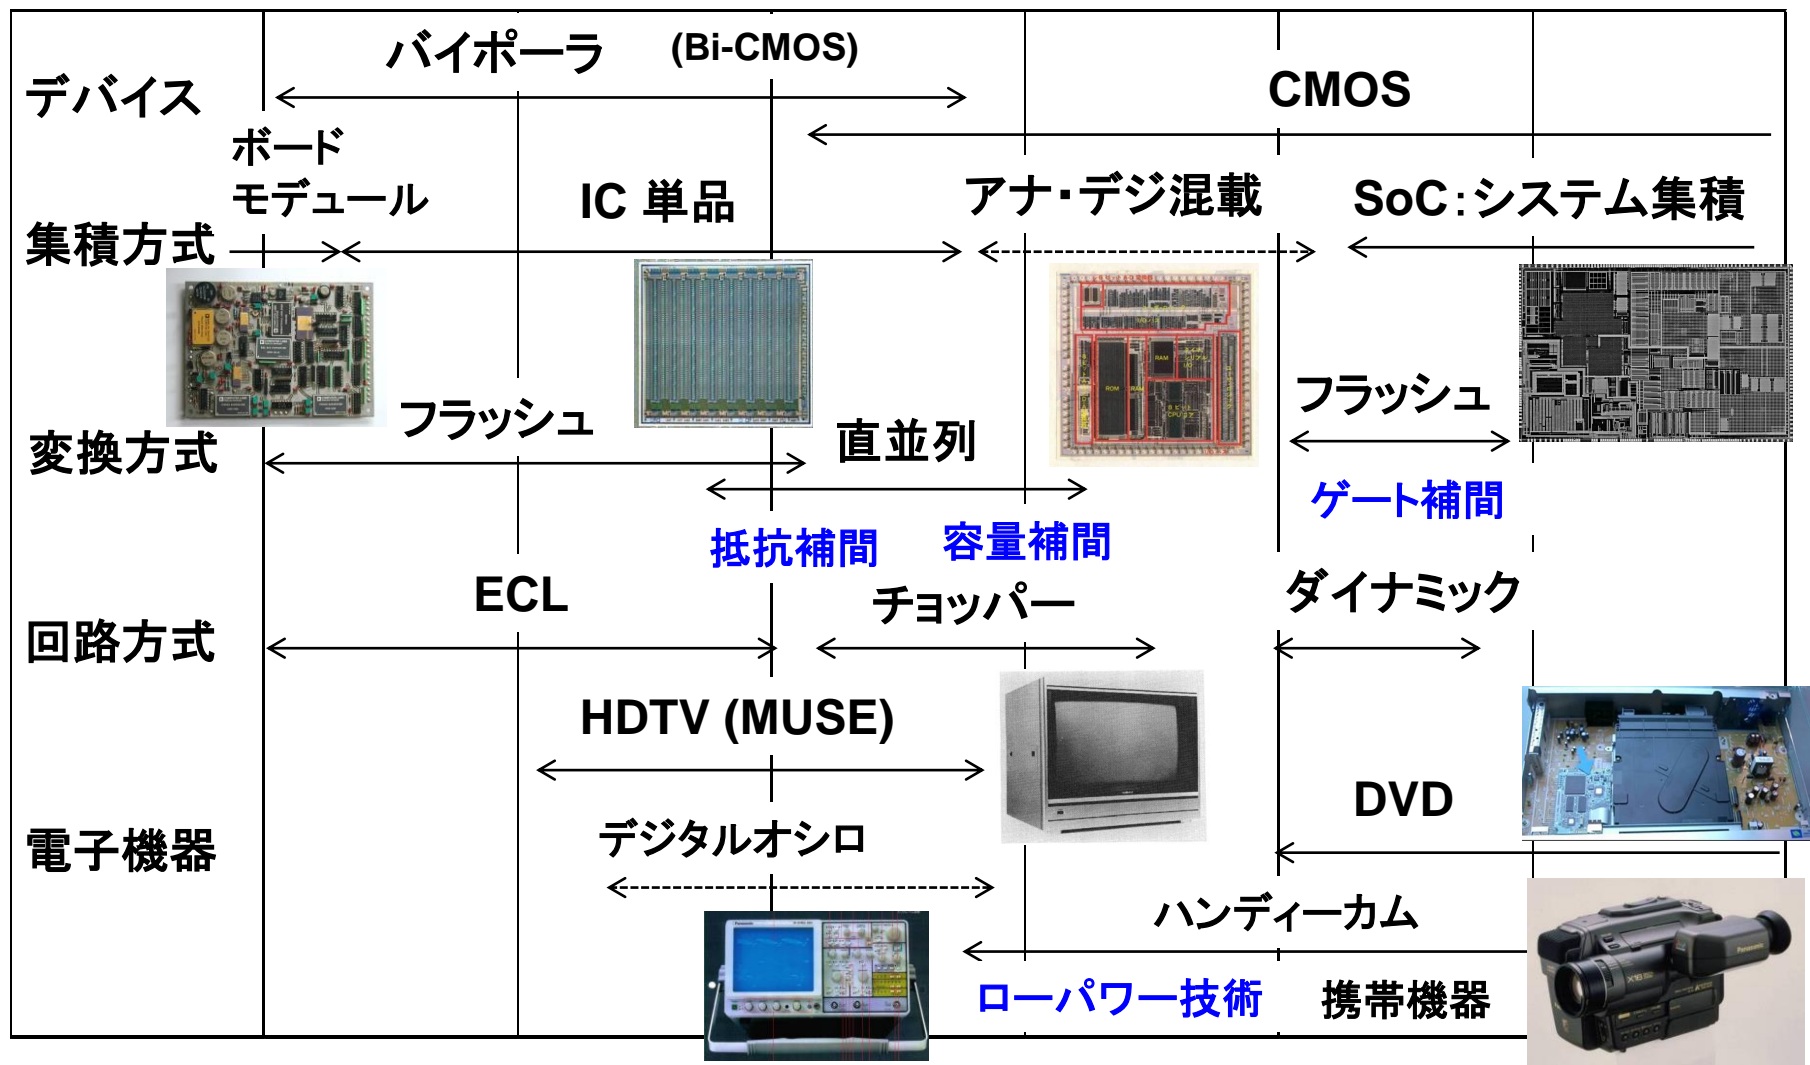 バイポーラ (Bi-CMOS)
デバイス
CMOS
ボード
モデュール
IC 単品
アナ・デジ混載
SoC：システム集積
集積方式
ROM
RAM
RAM
フラッシュ
直並列
フラッシュ
変換方式
抵抗補間
容量補間
ゲート補間
ECL
チョッパー
ダイナミック
回路方式
HDTV (MUSE)
DVD
デジタルオシロ
電子機器
ハンディーカム
Panasonic
Panasonic
ローパワー技術
携帯機器